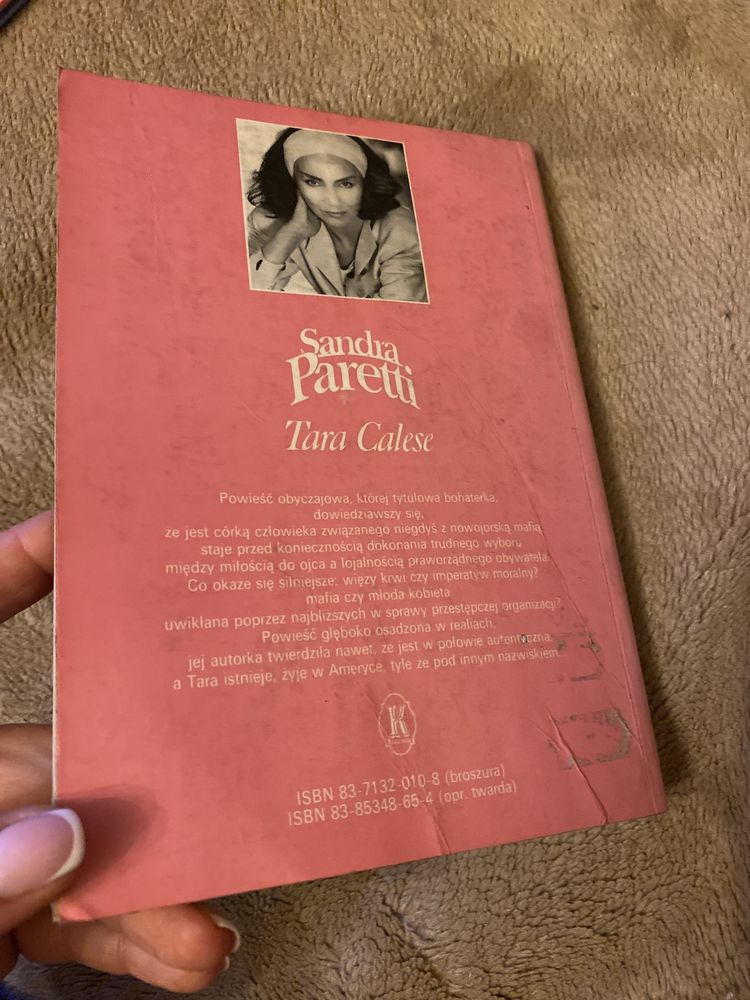 Sandra
Paretti
Tara Calese
Powieść obyczajowa, której tytułowa bohaterka,
dowiedziawszy się,
że jest córką człowieka związanego niegdyś z nowojorską mafią,
staje przed koniecznością dokonania trudnego wyboru
między miłością do ojca a lojalnością praworządnego obywatela.
Co okaże się silniejsze: więzy krwi czy imperatyw moralny?
mafia czy młoda kobieta
uwikłana poprzez najbliższych w sprawy przestępczej organizacji?
Powieść głęboko osadzona w realiach,
jej autorka twierdziła nawet, że jest w połowie autentyczna,
a Tara istnieje, żyje w Ameryce, tyle że pod innym nazwiskiem.
K
ISBN 83-7132-010-8 (broszura)
ISBN 83-85348-65-4 (opr. twarda)